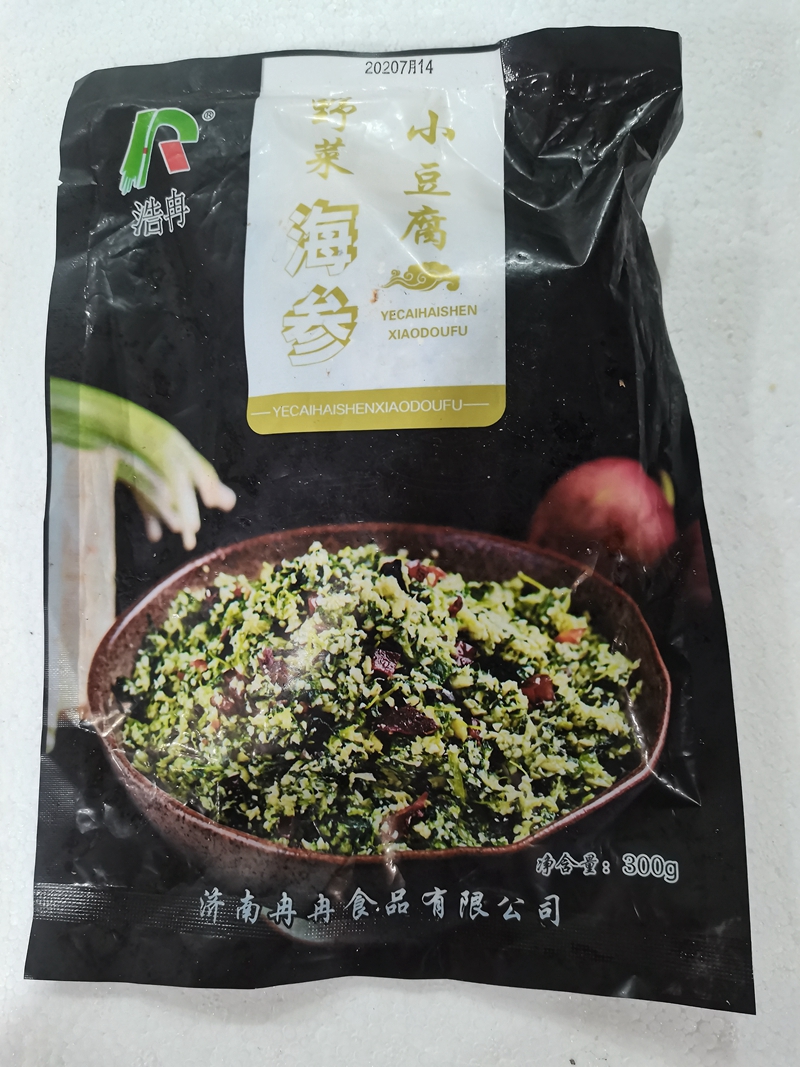 20207月14
®
浩冉
野菜
海参
小豆腐
YECAIHAISHEN
XIAODOUFU
YECAIHAISHENXIAODOUFU
净含量：300g
济南冉冉食品有限公司